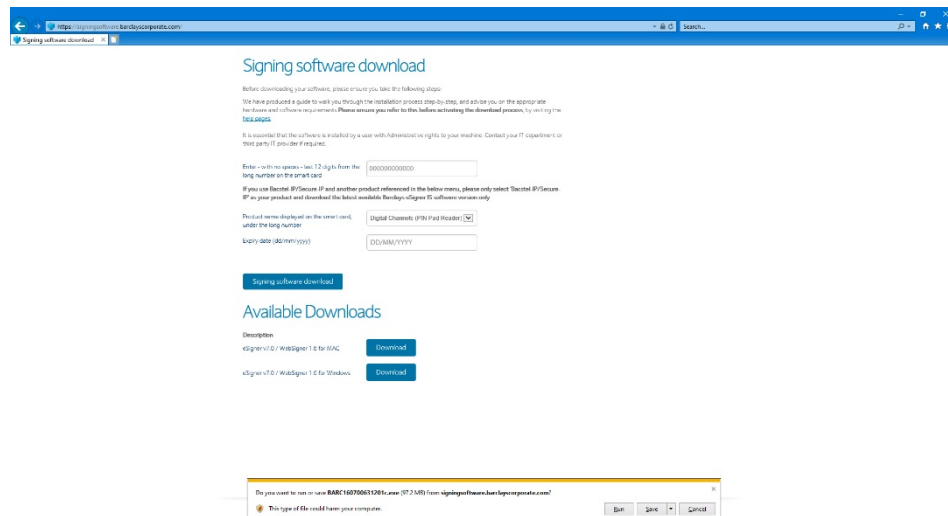 https://signingsoftware.barclayscorporate.com/
Search...
Signing software download
Signing software download
Before downloading your software, please ensure you take the following steps:
We have produced a guide to walk you through the installation process step-by-step, and advise you on the appropriate
hardware and software requirements. Please ensure you refer to this before activating the download process, by visiting the
help pages.
It is essential that the software is installed by a user with Administrative rights to your machine. Contact your IT department or
third party IT provider if required.
Enter - with no spaces - last 12 digits from the
long number on the smart card
000000000000
If you use Bacstel-IP/Secure-IP and another product referenced in the below menu, please only select 'Bacstel-IP/Secure-
IP' as your product and download the latest available Barclays eSigner IS software version only
Product name displayed on the smart card,
under the long number
Digital Channels (PIN Pad Reader)
Expiry date (dd/mm/yyyy)
DD/MM/YYYY
Signing software download
Available Downloads
Description
eSigner v7.0 / WebSigner 1.6 for MAC
Download
eSigner v7.0 / WebSigner 1.6 for Windows
Download
Do you want to run or save BARC160700631201c.exe (97.2 MB) from signingsoftware.barclayscorporate.com?
This type of file could harm your computer.
Run
Save
Cancel